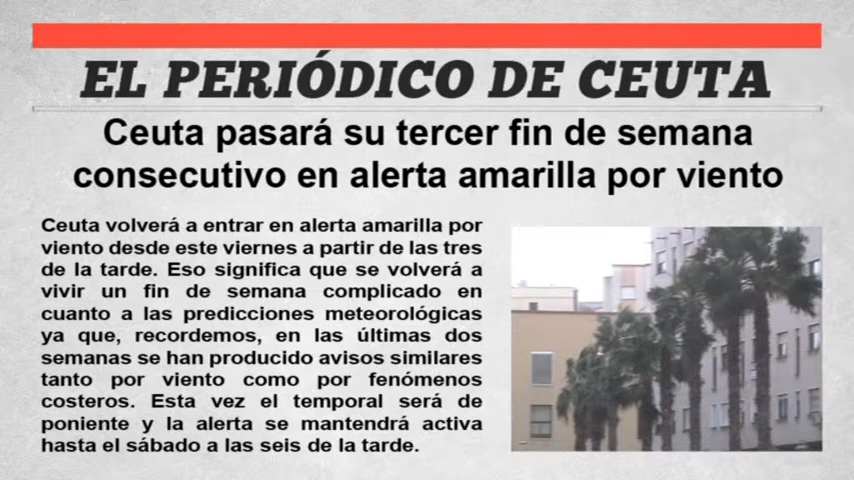 EL PERIÓDICO DE CEUTA
Ceuta pasará su tercer fin de semana
consecutivo en alerta amarilla por viento
Ceuta volverá a entrar en alerta amarilla por
viento desde este viernes a partir de las tres
de la tarde. Eso significa que se volverá a
vivir un fin de semana complicado en
cuanto a las predicciones meteorológicas
ya que, recordemos, en las últimas dos
semanas se han producido avisos similares
tanto por viento como por fenómenos
costeros. Esta vez el temporal será de
poniente y la alerta se mantendrá activa
hasta el sábado a las seis de la tarde.